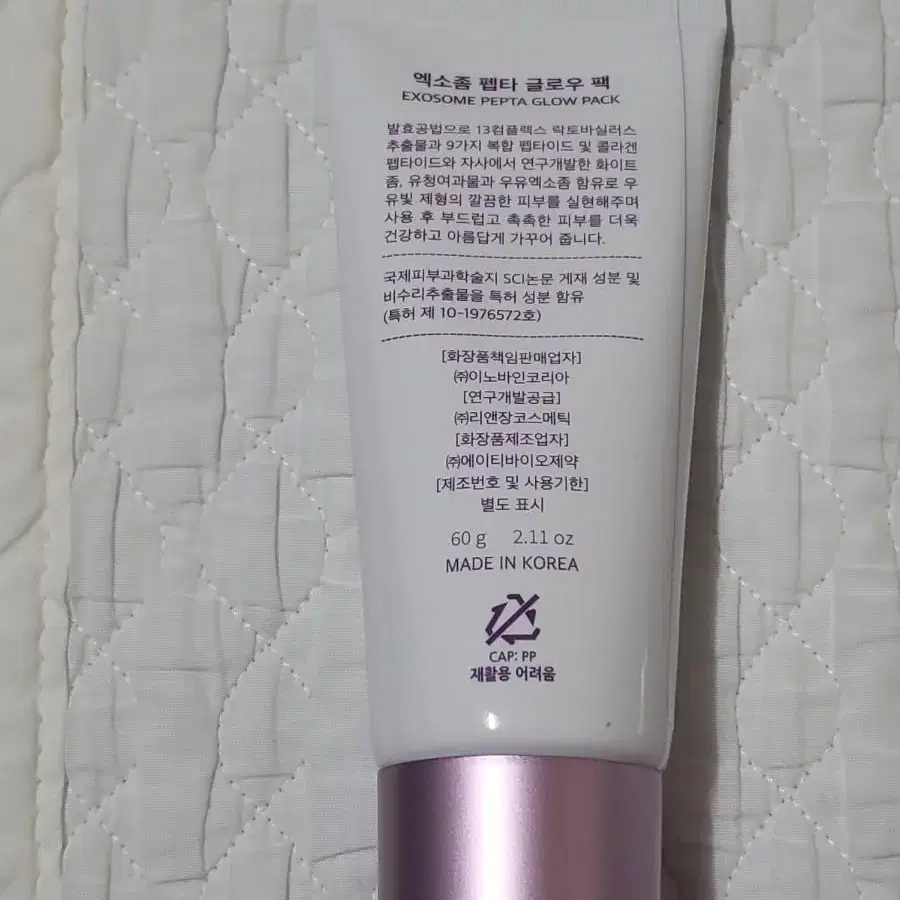 엑소좀 펩타 글로우 팩
EXOSOME PEPTA GLOW PACK
발효공법으로 13컴플렉스 락토바실러스
추출물과 9가지 복합 펩타이드 및 콜라겐
펩타이드와 자사에서 연구개발한 화이트
좀, 유청여과물과 우유엑소좀 함유로 우
유빛 제형의 깔끔한 피부를 실현해주며
사용 후 부드럽고 촉촉한 피부를 더욱
건강하고 아름답게 가꾸어 줍니다.
국제피부과학술지 SCI논문 게재 성분 및
비수리추출물을 특허 성분 함유
(특허 제 10-1976572호)
[화장품책임판매업자]
㈜이노바인코리아
[연구개발공급]
㈜리앤장코스메틱
[화장품제조업자]
㈜에이티바이오제약
[제조번호 및 사용기한]
별도 표시
60 g 2.11 oz
MADE IN KOREA
CAP: PP
재활용 어려움